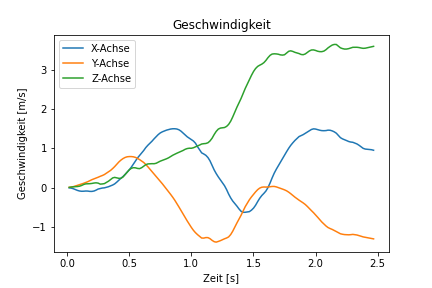 Geschwindigkeit
X-Achse
Y-Achse
Z-Achse
Geschwindigkeit [m/s]
3
2
1
0
−1
0.0 0.5 1.0 1.5 2.0 2.5
Zeit [s]